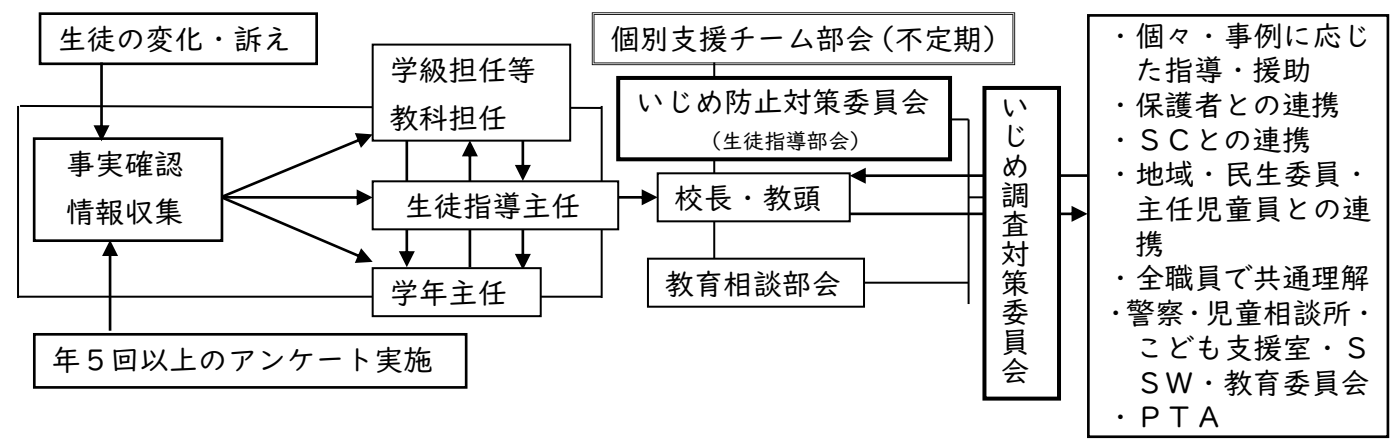 生徒の変化・訴え
事実確認
情報収集
年５回以上のアンケート実施
学級担任等
教科担任
生徒指導主任
学年主任
個別支援チーム部会（不定期）
いじめ防止対策委員会
（生徒指導部会）
校長・教頭
教育相談部会
いじめ調査対策委員会
・個々・事例に応じ
た指導・援助
・保護者との連携
・ＳＣとの連携
・地域・民生委員・
主任児童員との連
携
・全職員で共通理解
・警察・児童相談所・
こども支援室・Ｓ
ＳＷ・教育委員会
・ＰＴＡ